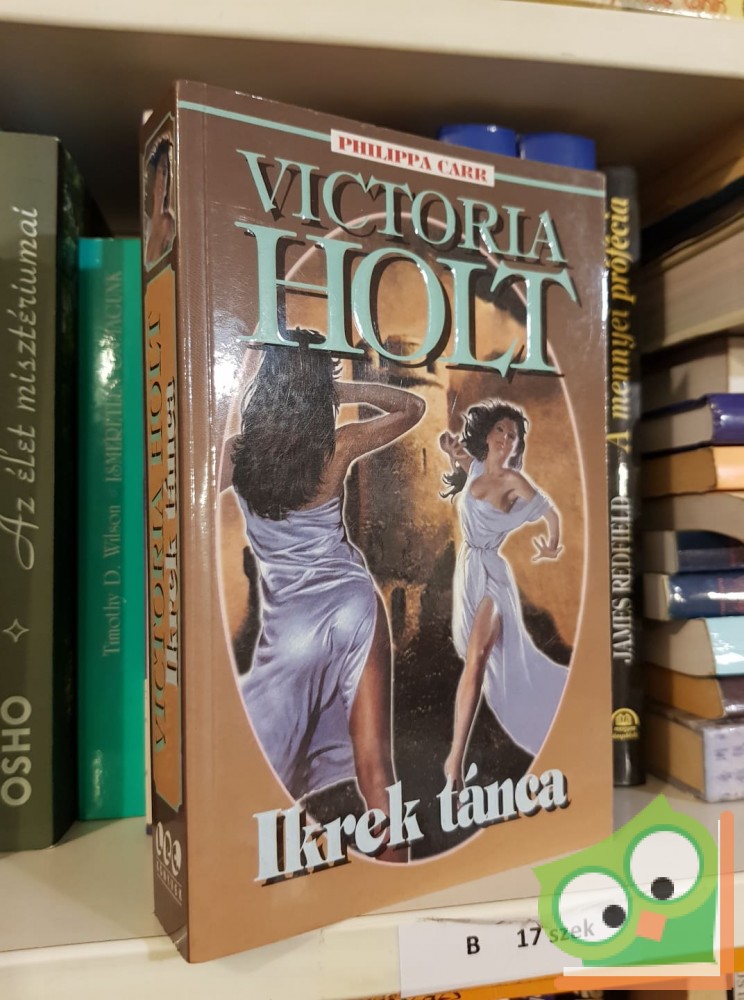 PHILIPPA CARR
VICTORIA
HOLT
Ikrek tánca
VICTORIA HOLT
Ikrek tánca
I.P.C.
KÖNYVEK
OSHO
Az élet misztériumai
Timothy D. Wilson
JAMES REDFIELD
A mennyei prófécia
B 17 szek